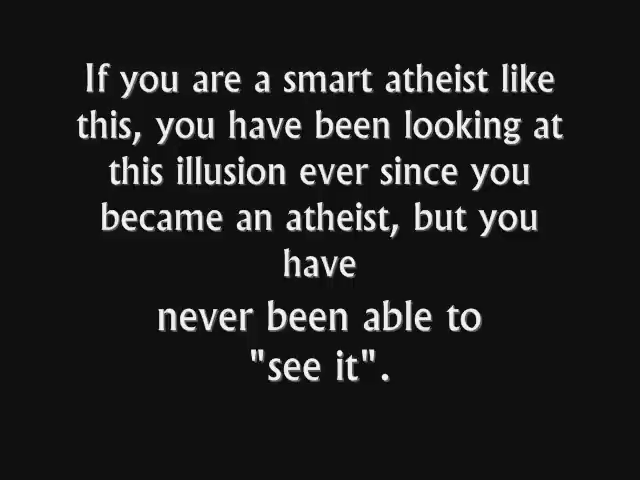 If you are a smart atheist like
this, you have been looking at
this illusion ever since you
became an atheist, but you
have
never been able to
"see it".